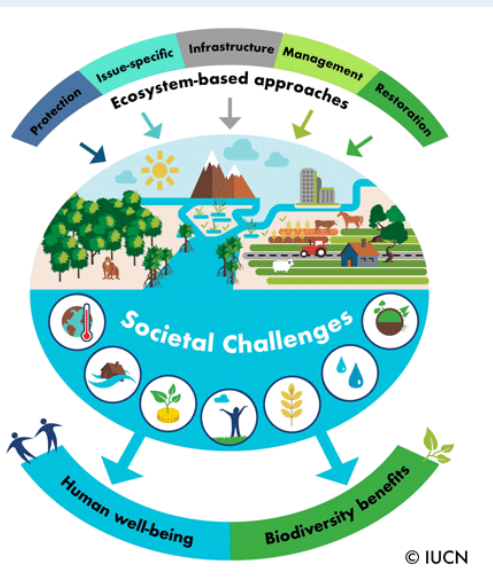 Protection
Issue-specific
Infrastructure
Management
Restoration
Ecosystem-based approaches
Societal Challenges
Human well-being
Biodiversity benefits
© IUCN